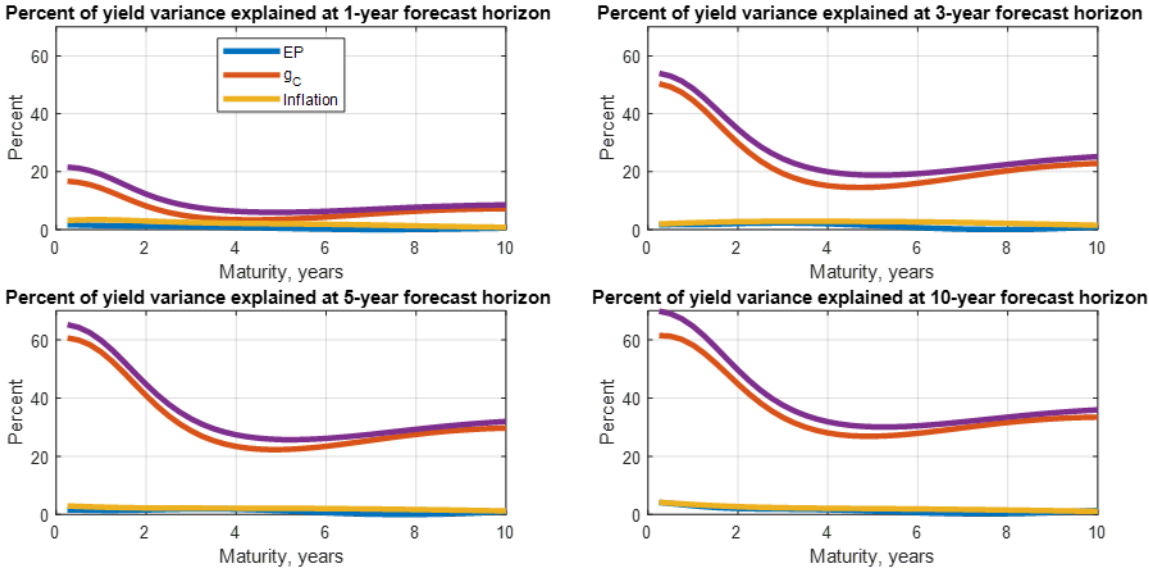 Percent of yield variance explained at 1-year forecast horizon
60
40
20
0
Percent
EP
g_C
Inflation
0 2 4 6 8 10
Maturity, years
Percent of yield variance explained at 3-year forecast horizon
60
40
20
0
Percent
0 2 4 6 8 10
Maturity, years
Percent of yield variance explained at 5-year forecast horizon
60
40
20
0
Percent
0 2 4 6 8 10
Maturity, years
Percent of yield variance explained at 10-year forecast horizon
60
40
20
0
Percent
0 2 4 6 8 10
Maturity, years